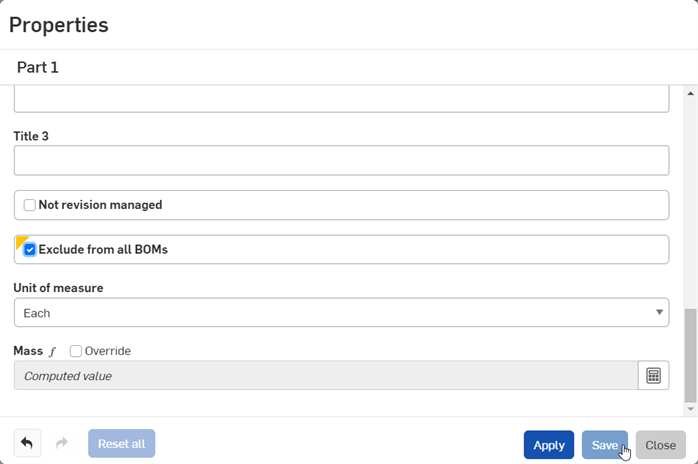 Properties
Part 1
Title 3
Not revision managed
Exclude from all BOMs
Unit of measure
Each
Mass ƒ Override
Computed value
Reset all Apply Save Close